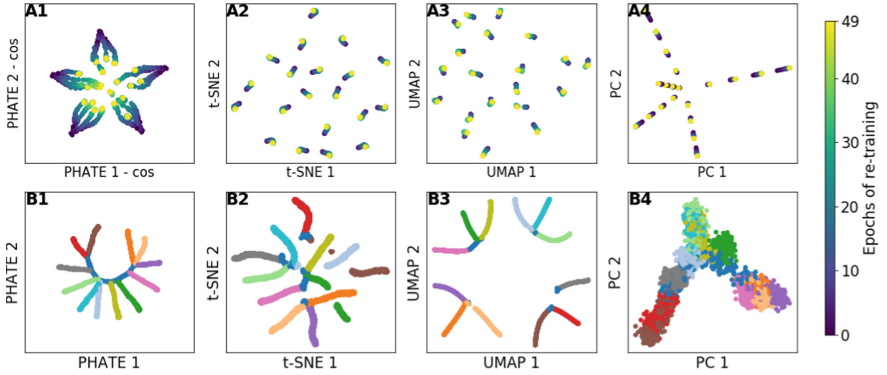 A1
A2
A3
A4
PHATE 2 - cos
t-SNE 2
UMAP 2
PC 2
PHATE 1 - cos
t-SNE 1
UMAP 1
PC 1
B1
B2
B3
B4
PHATE 2
t-SNE 2
UMAP 2
PC 2
PHATE 1
t-SNE 1
UMAP 1
PC 1
49
40
30
20
10
0
Epochs of re-training